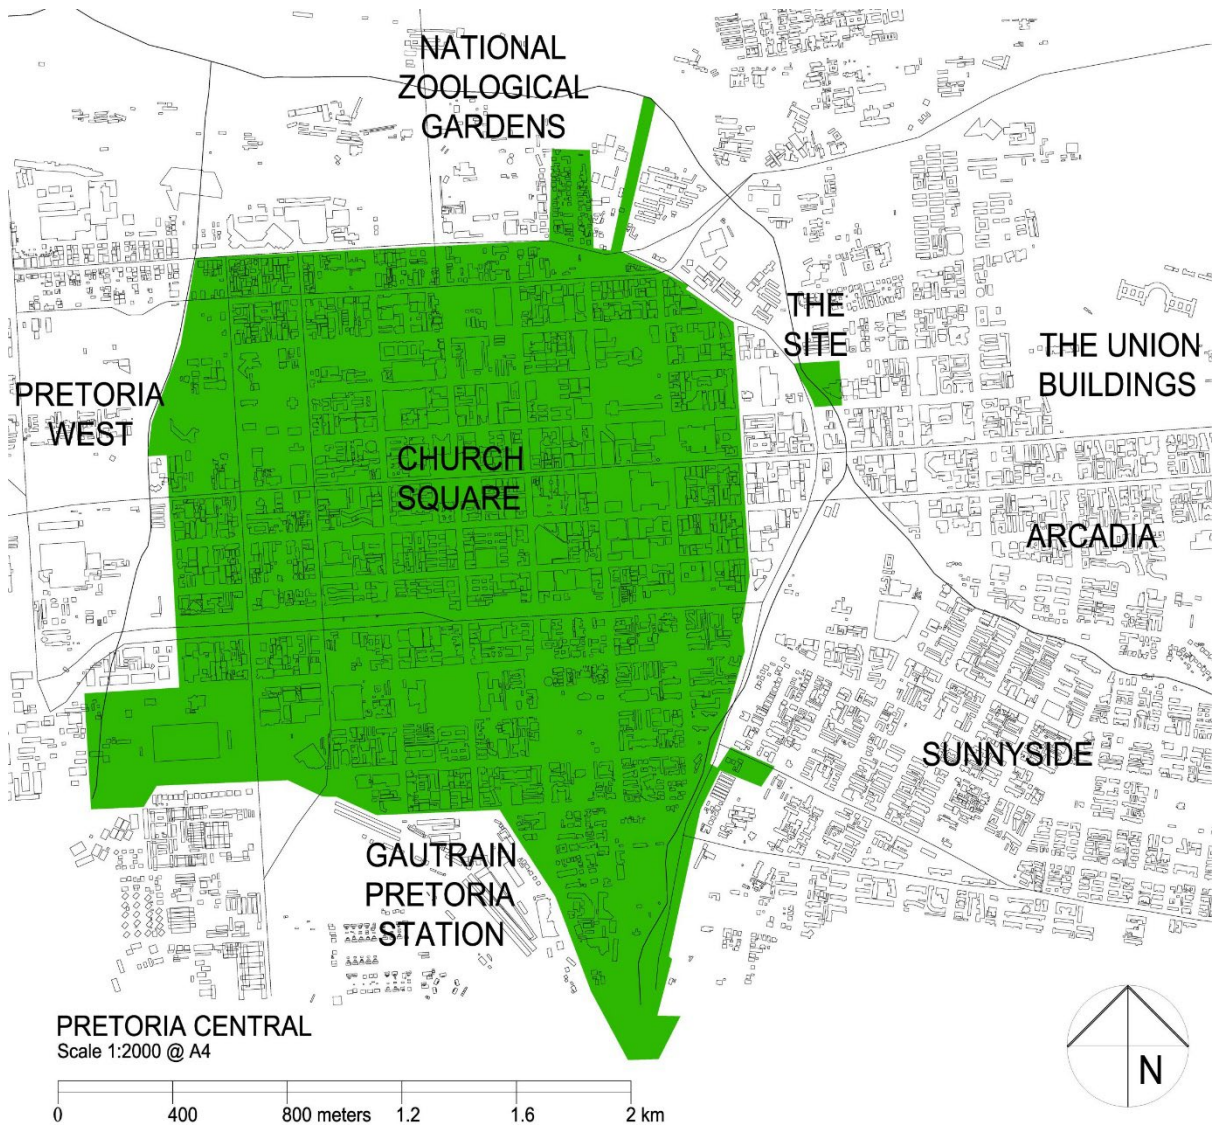 NATIONAL
ZOOLOGICAL
GARDENS
THE
SITE
THE UNION
BUILDINGS
PRETORIA
WEST
CHURCH
SQUARE
ARCADIA
SUNNYSIDE
GAUTRAIN
PRETORIA
STATION
PRETORIA CENTRAL
Scale 1:2000 @ A4
N
0 400 800 meters 1.2 1.6 2 km